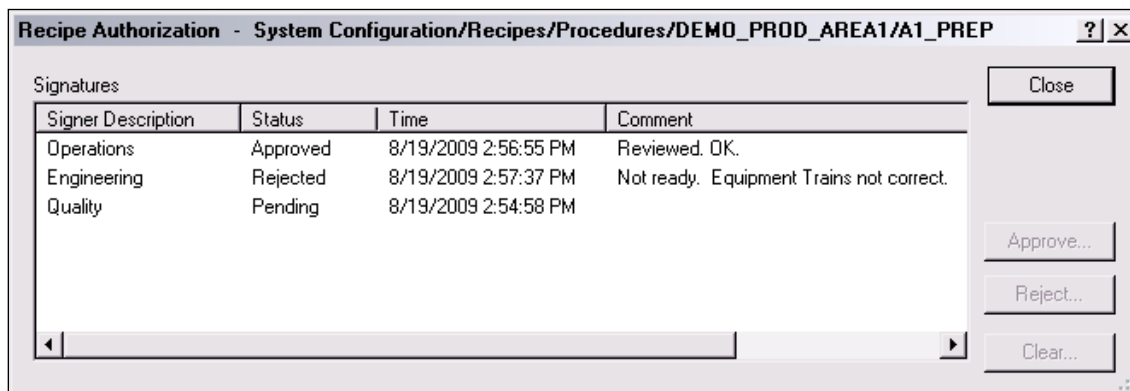 Recipe Authorization - System Configuration/Recipes/Procedures/DEMO_PROD_AREA1/A1_PREP
Signatures
Close
Signer Description Status Time Comment
Operations Approved 8/19/2009 2:56:55 PM Reviewed. OK.
Engineering Rejected 8/19/2009 2:57:37 PM Not ready. Equipment Trains not correct.
Quality Pending 8/19/2009 2:54:58 PM
Approve...
Reject...
Clear...